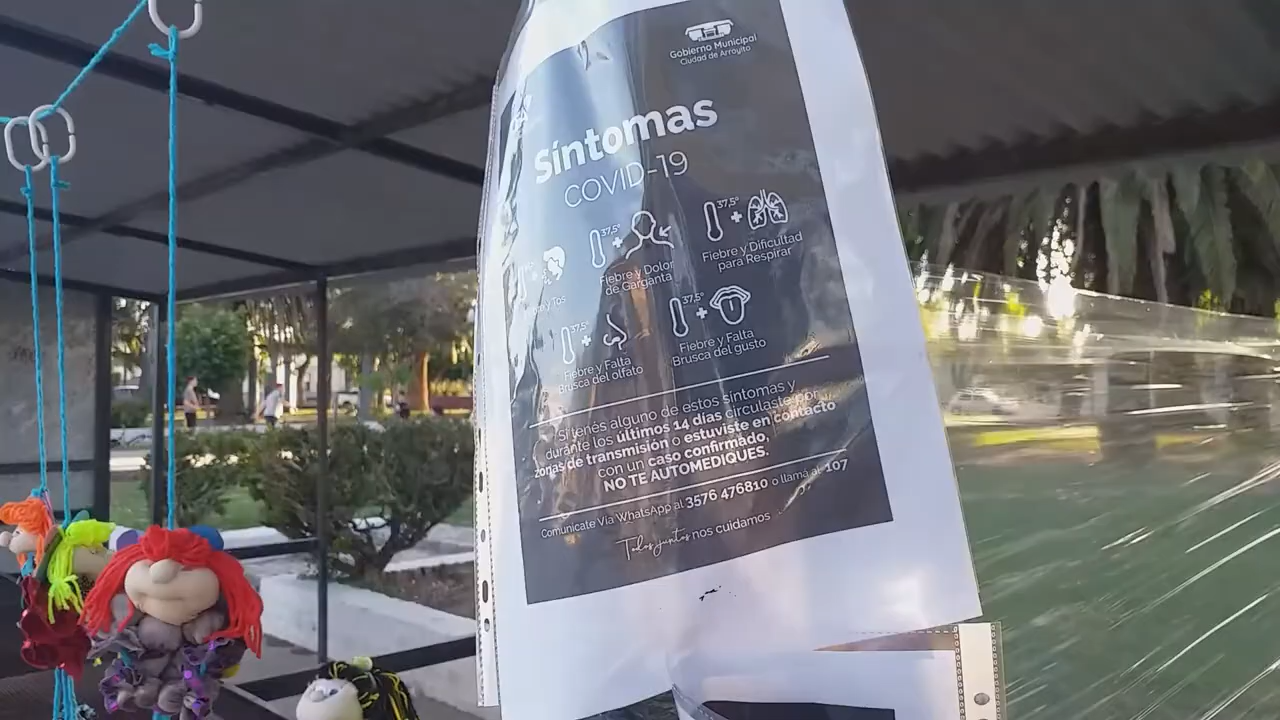 Gobierno Municipal
Ciudad de Arroyito
Síntomas
COVID-19
37,5°
37,5°
Fiebre y Tos
Fiebre y Dolor
de Garganta
Fiebre y Dificultad
para Respirar
37,5°
37,5°
Fiebre y Falta
Brusca del olfato
Fiebre y Falta
Brusca del gusto
Si tenés alguno de estos síntomas y
durante los últimos 14 días circulaste por
zonas de transmisión o estuviste en contacto
con un caso confirmado,
NO TE AUTOMEDIQUES.
Comunicate Vía WhatsApp al 3576 476810 o llamá al 107
Todos juntos nos cuidamos